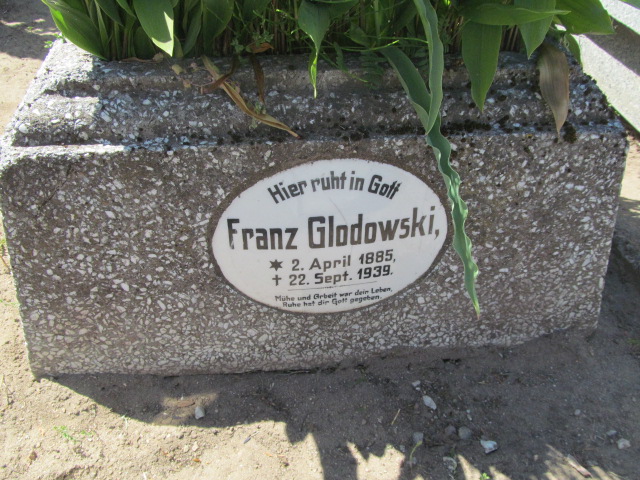 Hier ruht in Gott
Franz Glodowski,
* 2. April 1885,
† 22. Sept. 1939.
Mühe und Arbeit war dein Leben,
Ruhe hat dir Gott gegeben.